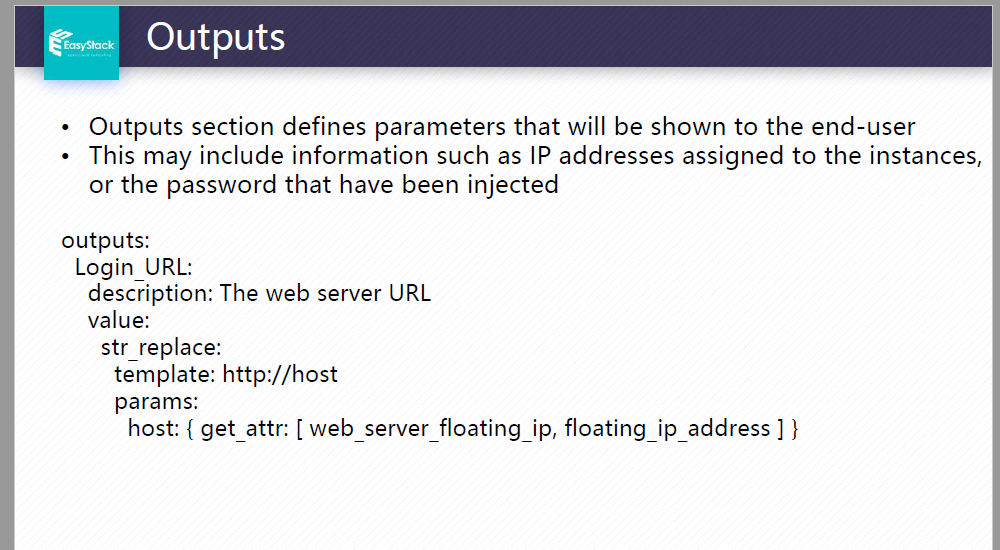 EasyStack
Outputs
• Outputs section defines parameters that will be shown to the end-user
• This may include information such as IP addresses assigned to the instances,
or the password that have been injected
outputs:
Login_URL:
description: The web server URL
value:
str_replace:
template: http://host
params:
host: { get_attr: [ web_server_floating_ip, floating_ip_address ] }